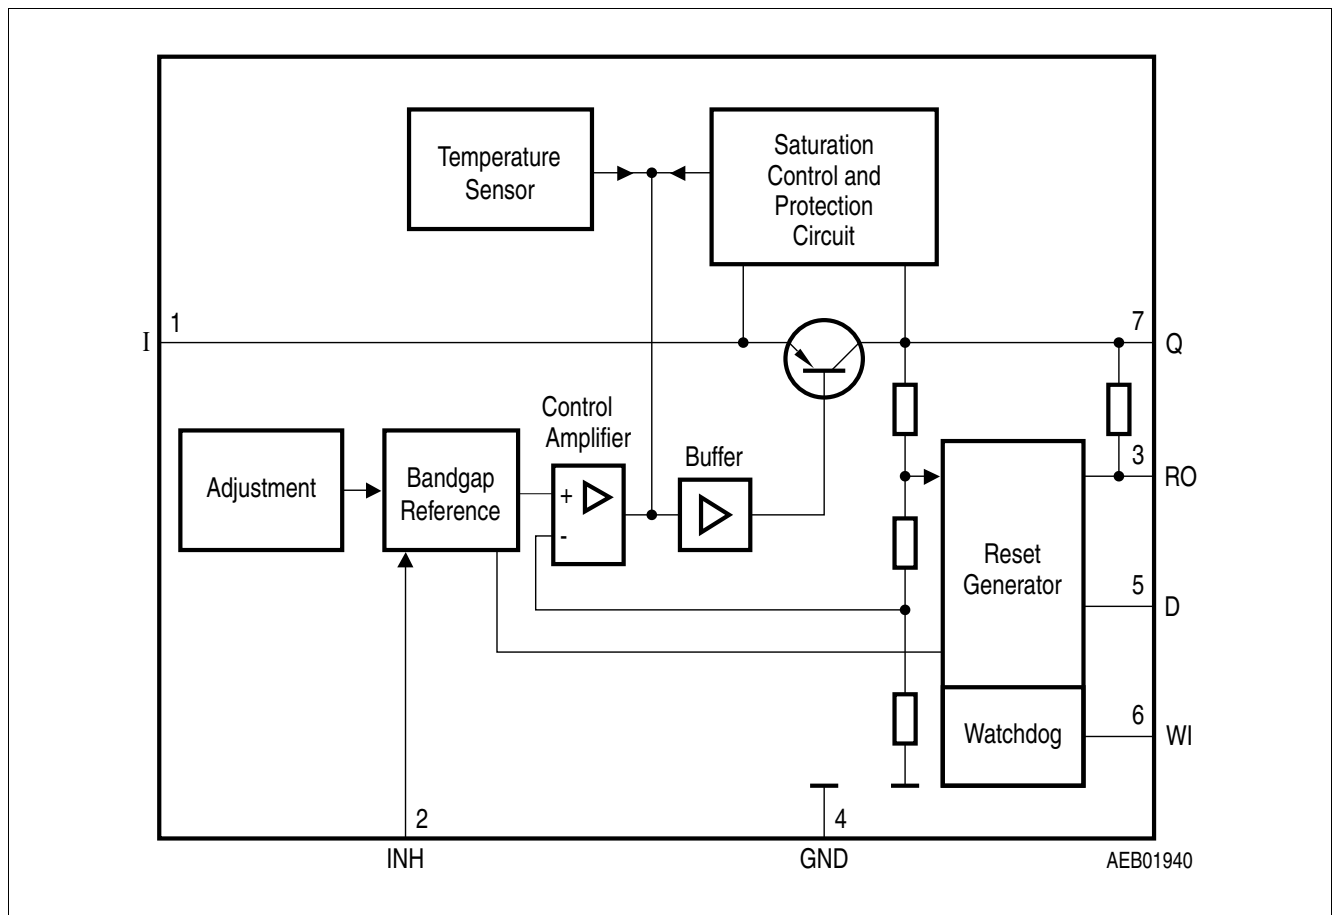 Temperature
Sensor
Saturation
Control and
Protection
Circuit
1
I
7
Q
Control
Amplifier
Buffer
Adjustment
Bandgap
Reference
+
-
3
RO
Reset
Generator
5
D
Watchdog
6
WI
2
INH
4
GND
AEB01940